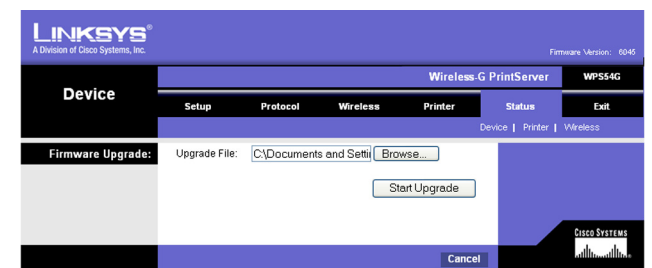 LINKSYS®
A Division of Cisco Systems, Inc.
Firmware Version: 6045
Wireless-G PrintServer WPS54G
Device
Setup Protocol Wireless Printer Status Exit
Device | Printer | Wireless
Firmware Upgrade:
Upgrade File: C:\Documents and Setti Browse...
Start Upgrade
CISCO SYSTEMS
Cancel